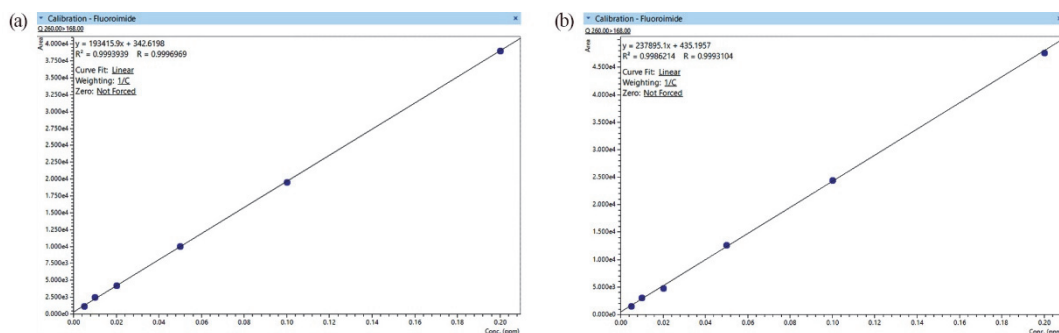 (a)
Calibration - Fluoroimide ×
Q 260.00>168.00
Area
y = 193415.9x + 342.6198
R² = 0.9993939 R = 0.9996969
Curve Fit: Linear
Weighting: 1/C
Zero: Not Forced
4.000e4
3.750e4
3.500e4
3.250e4
3.000e4
2.750e4
2.500e4
2.250e4
2.000e4
1.750e4
1.500e4
1.250e4
1.000e4
7.500e3
5.000e3
2.500e3
0.000e0
0.00 0.02 0.04 0.06 0.08 0.10 0.12 0.14 0.16 0.18 0.20
Conc. (ppm)
(b)
Calibration - Fluoroimide ×
Q 260.00>168.00
Area
y = 237895.1x + 435.1957
R² = 0.9986214 R = 0.9993104
Curve Fit: Linear
Weighting: 1/C
Zero: Not Forced
4.500e4
4.000e4
3.500e4
3.000e4
2.500e4
2.000e4
1.500e4
1.000e4
5.000e3
0.000e0
0.00 0.02 0.04 0.06 0.08 0.10 0.12 0.14 0.16 0.18 0.20
Conc. (ppm)